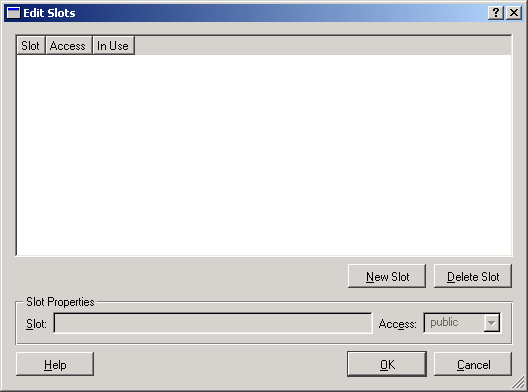 Edit Slots
Slot Access In Use
New Slot Delete Slot
Slot Properties
Slot: Access: public
Help OK Cancel